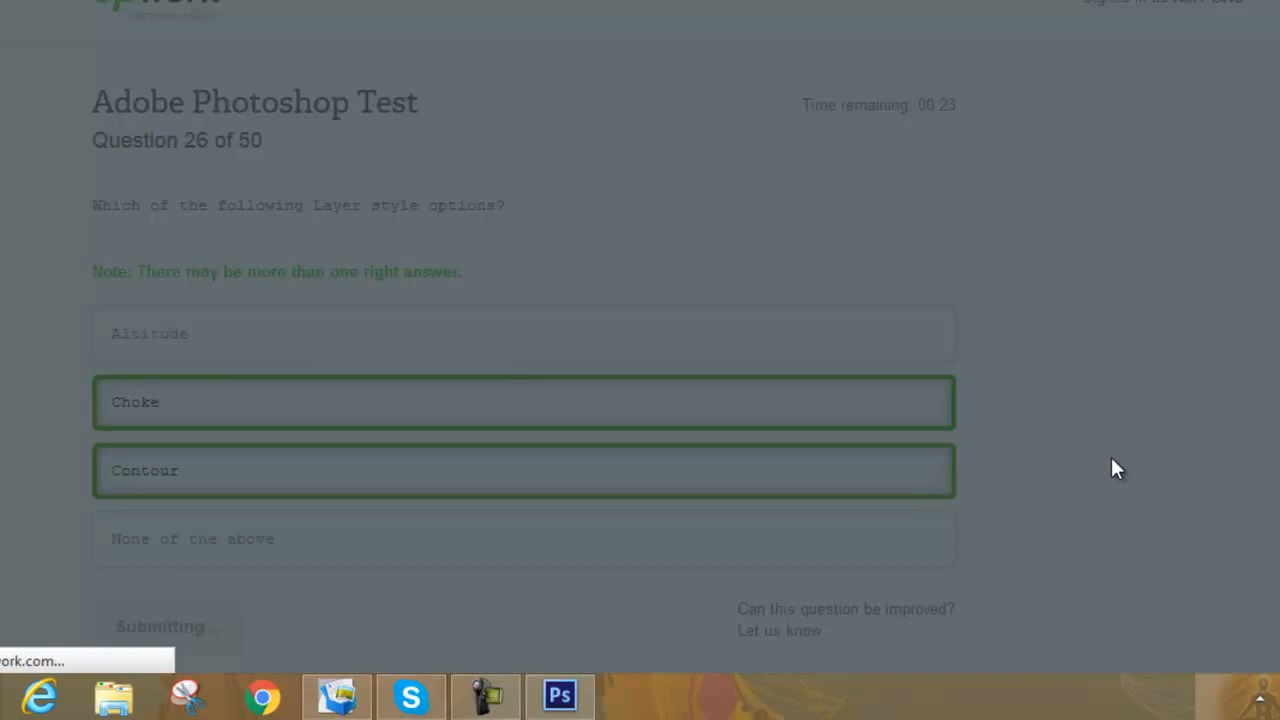 Adobe Photoshop Test
Time remaining: 00:23
Question 26 of 50
Which of the following Layer style options?
Note: There may be more than one right answer.
Altitude
Choke
Contour
None of the above
Submitting...
Can this question be improved?
Let us know
ork.com...
Ps